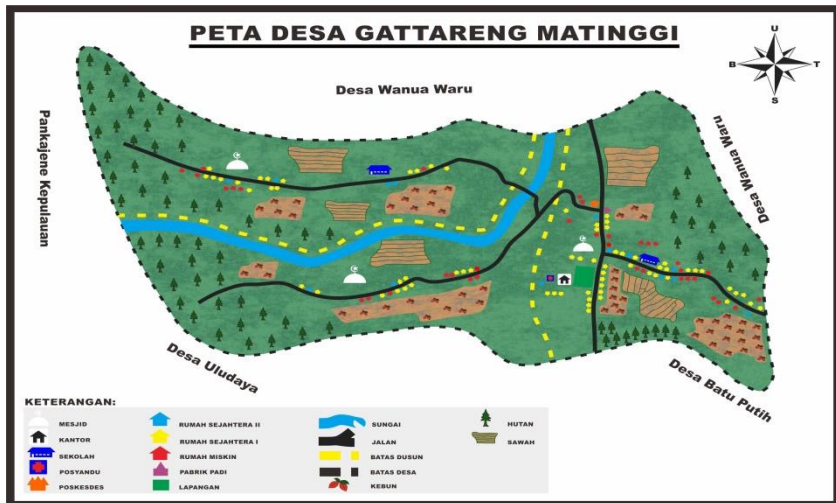 PETA DESA GATTARENG MATINGGI
U
B
T
S
Desa Wanua Waru
Pankajene Kepulauan
Desa Wanua Waru
Desa Uludaya
Desa Batu Putih
KETERANGAN:
MESJID
KANTOR
SEKOLAH
POSYANDU
POSKESDES
RUMAH SEJAHTERA II
RUMAH SEJAHTERA I
RUMAH MISKIN
PABRIK PADI
LAPANGAN
SUNGAI
JALAN
BATAS DUSUN
BATAS DESA
KEBUN
HUTAN
SAWAH